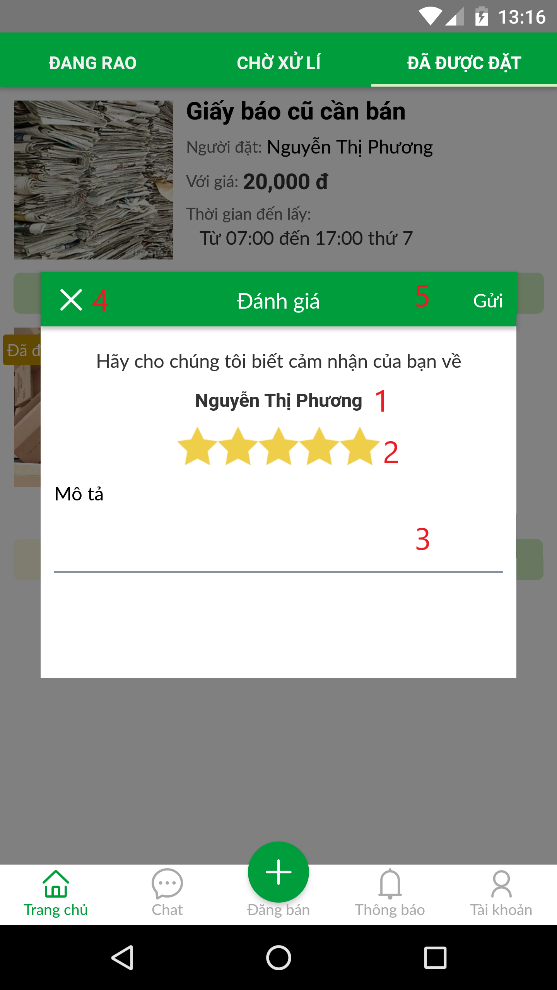 13:16
ĐANG RAO CHỜ XỬ LÍ ĐÃ ĐƯỢC ĐẶT
Giấy báo cũ cần bán
Người đặt: Nguyễn Thị Phương
Với giá: 20,000 đ
Thời gian đến lấy:
Từ 07:00 đến 17:00 thứ 7
4 Đánh giá 5 Gửi
Đã đ
Hãy cho chúng tôi biết cảm nhận của bạn về
Nguyễn Thị Phương 1
2
Mô tả
3
Trang chủ Chat Đăng bán Thông báo Tài khoản